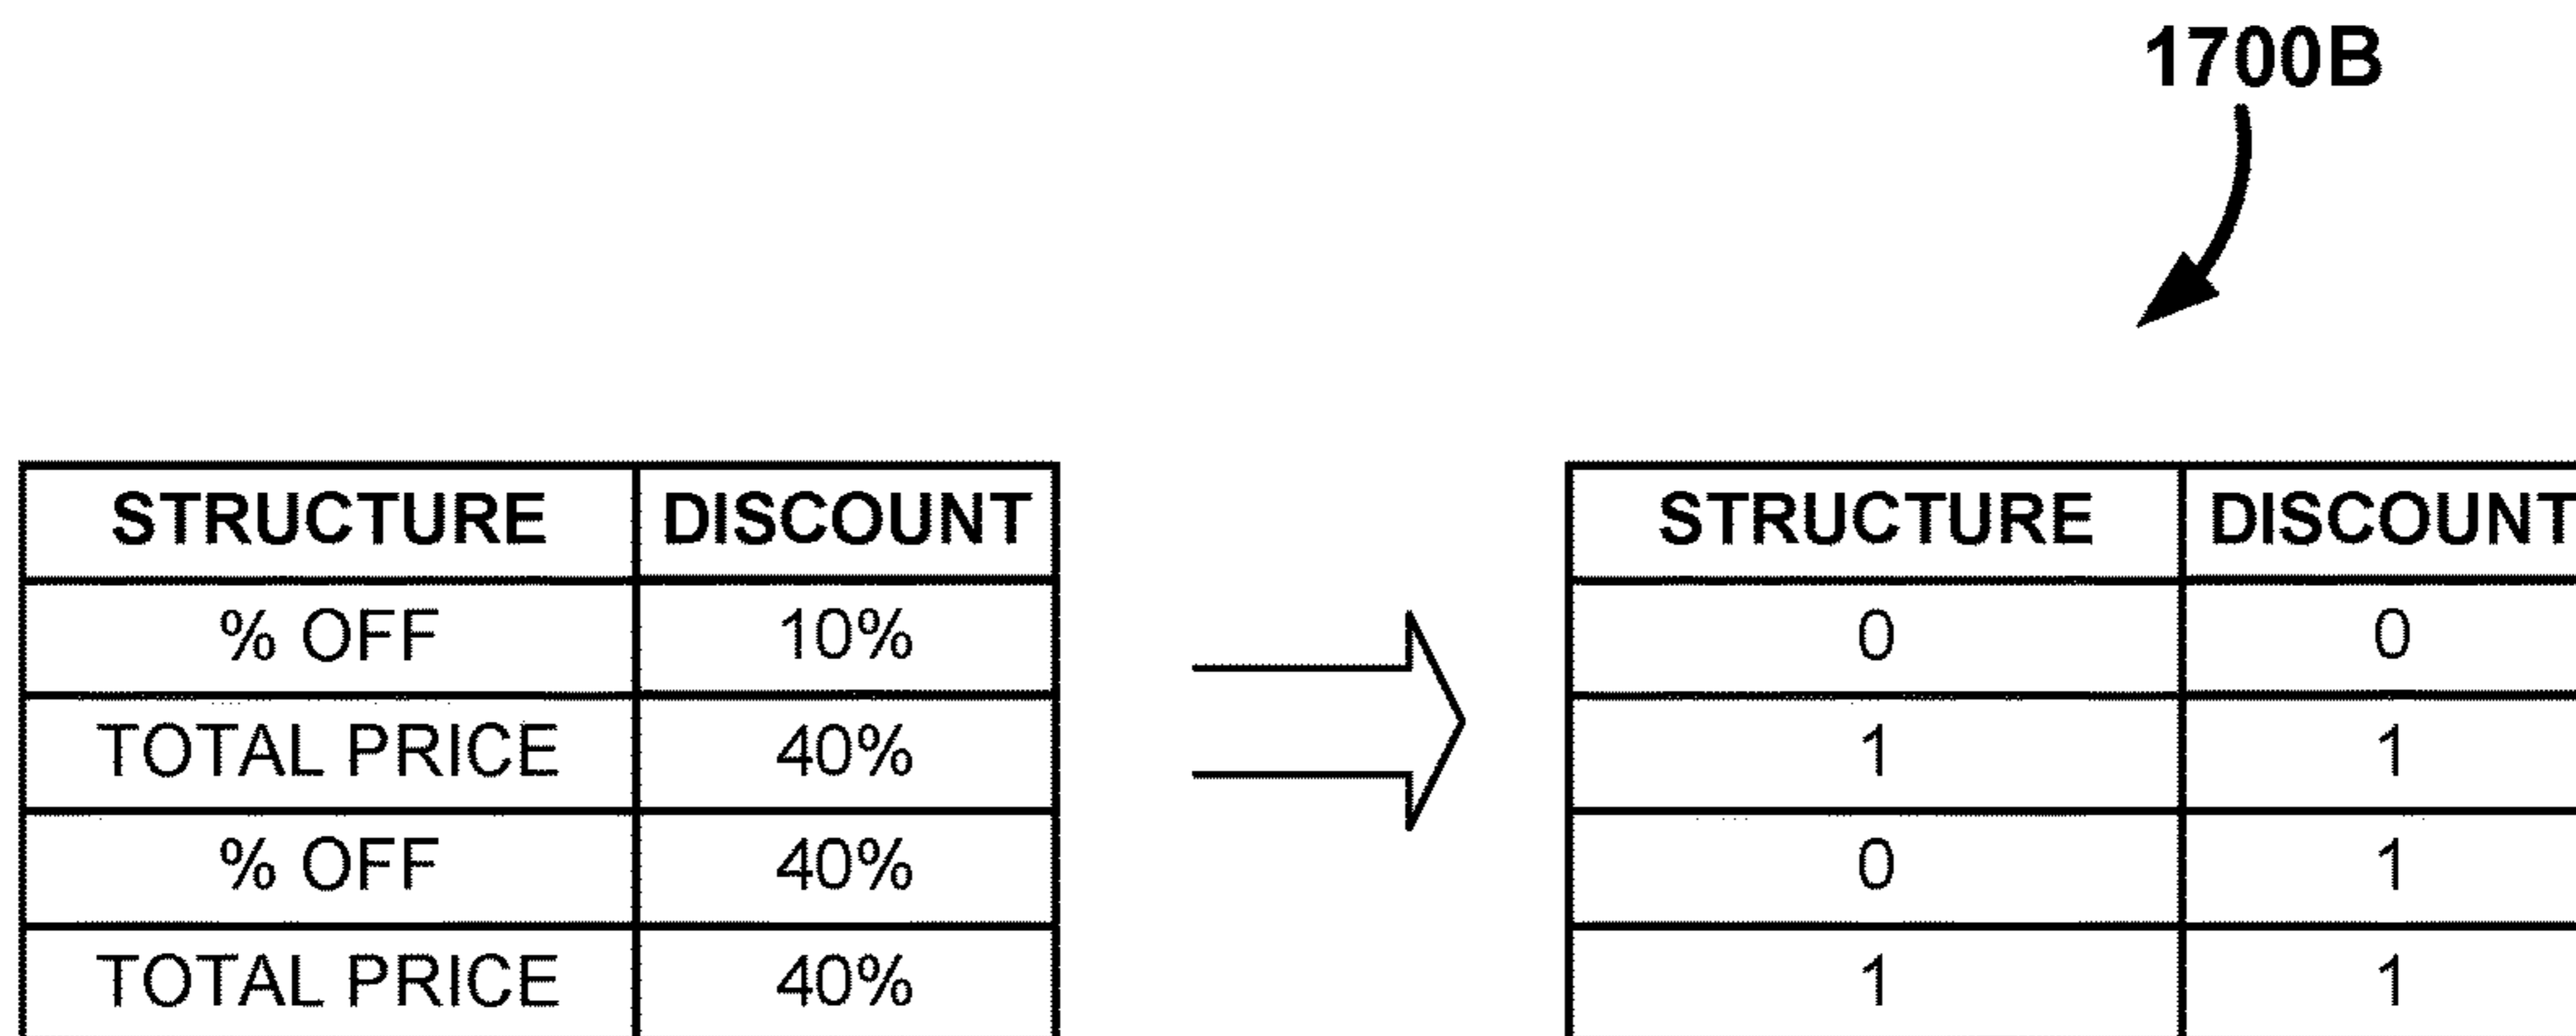 1700B
STRUCTURE DISCOUNT STRUCTURE DISCOUNT
% OFF 10% 0 0
TOTAL PRICE 40% 1 1
% OFF 40% 0 1
TOTAL PRICE 40% 1 1